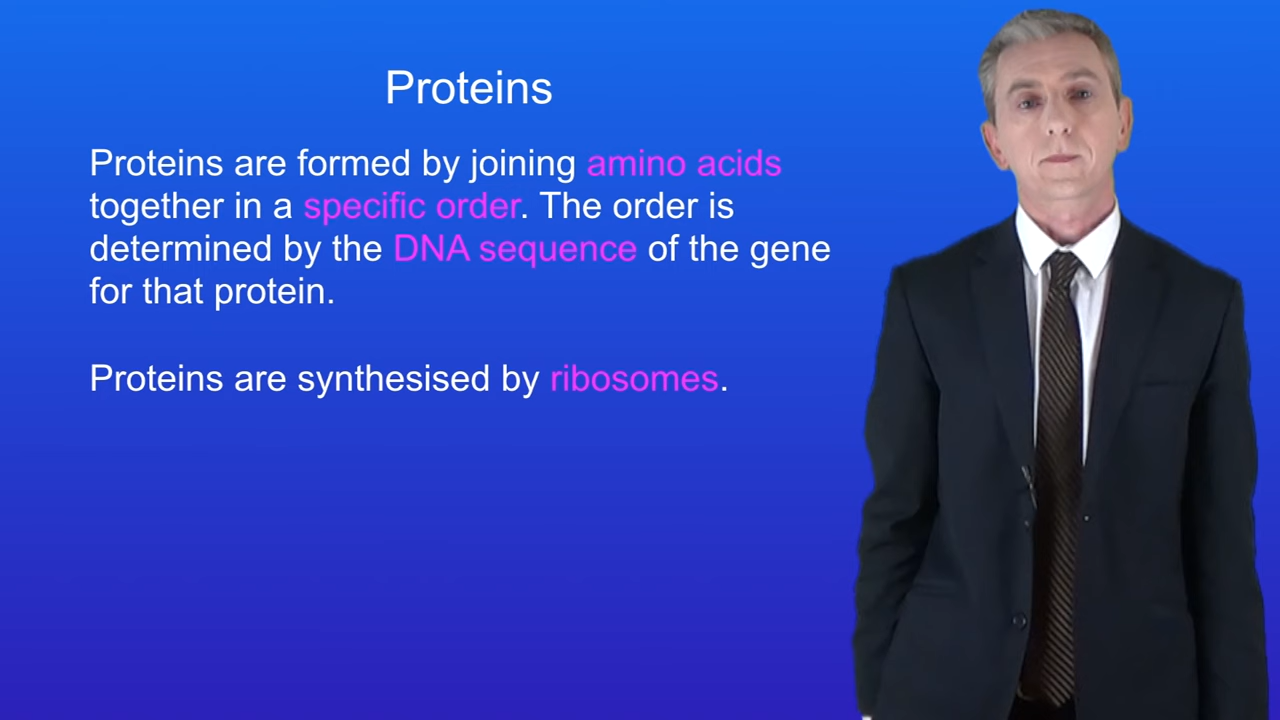 Proteins
Proteins are formed by joining amino acids
together in a specific order. The order is
determined by the DNA sequence of the gene
for that protein.
Proteins are synthesised by ribosomes.